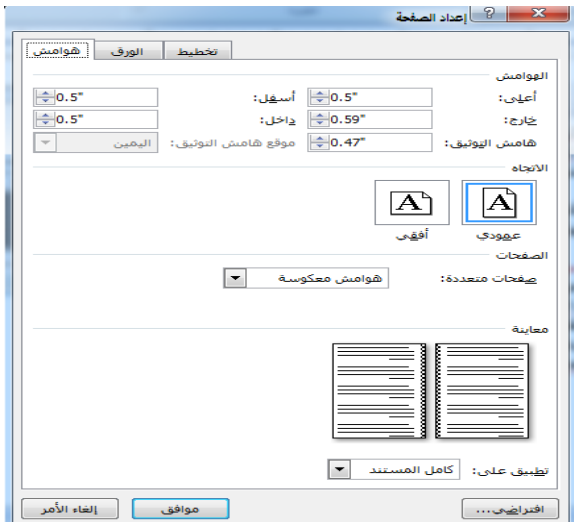 إعداد الصفحة
هوامش الورق تخطيط
الهوامش
أعلى: 0.5" أسفل: 0.5"
خارج: 0.59" داخل: 0.5"
هامش التوثيق: 0.47" موقع هامش التوثيق: اليمين
الاتجاه
A A
عمودي أفقي
الصفحات
صفحات متعددة: هوامش معكوسة
معاينة
تطبيق على: كامل المستند
افتراضي... موافق إلغاء الأمر